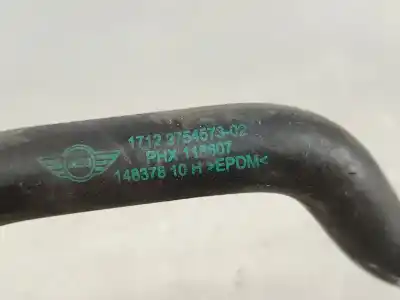 1712 2754573-02
PHX 118607
148378 10 H >EPDM<